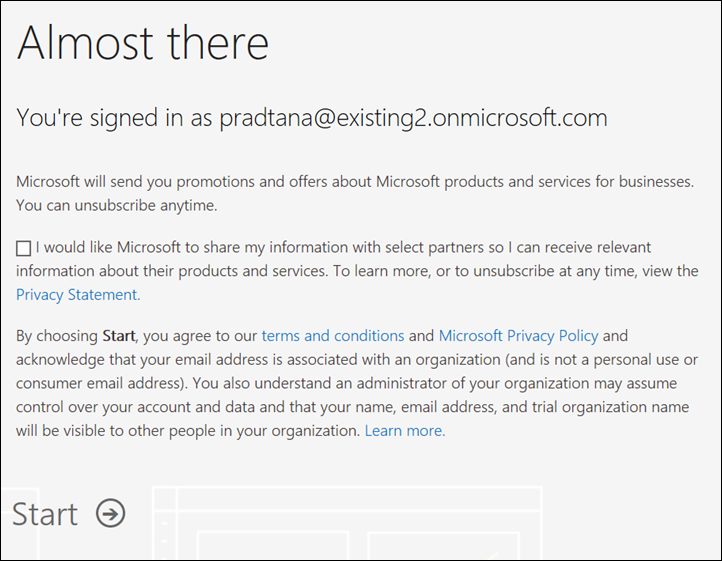 Almost there
You're signed in as pradtana@existing2.onmicrosoft.com
Microsoft will send you promotions and offers about Microsoft products and services for businesses.
You can unsubscribe anytime.
I would like Microsoft to share my information with select partners so I can receive relevant
information about their products and services. To learn more, or to unsubscribe at any time, view the
Privacy Statement.
By choosing Start, you agree to our terms and conditions and Microsoft Privacy Policy and
acknowledge that your email address is associated with an organization (and is not a personal use or
consumer email address). You also understand an administrator of your organization may assume
control over your account and data and that your name, email address, and trial organization name
will be visible to other people in your organization. Learn more.
Start